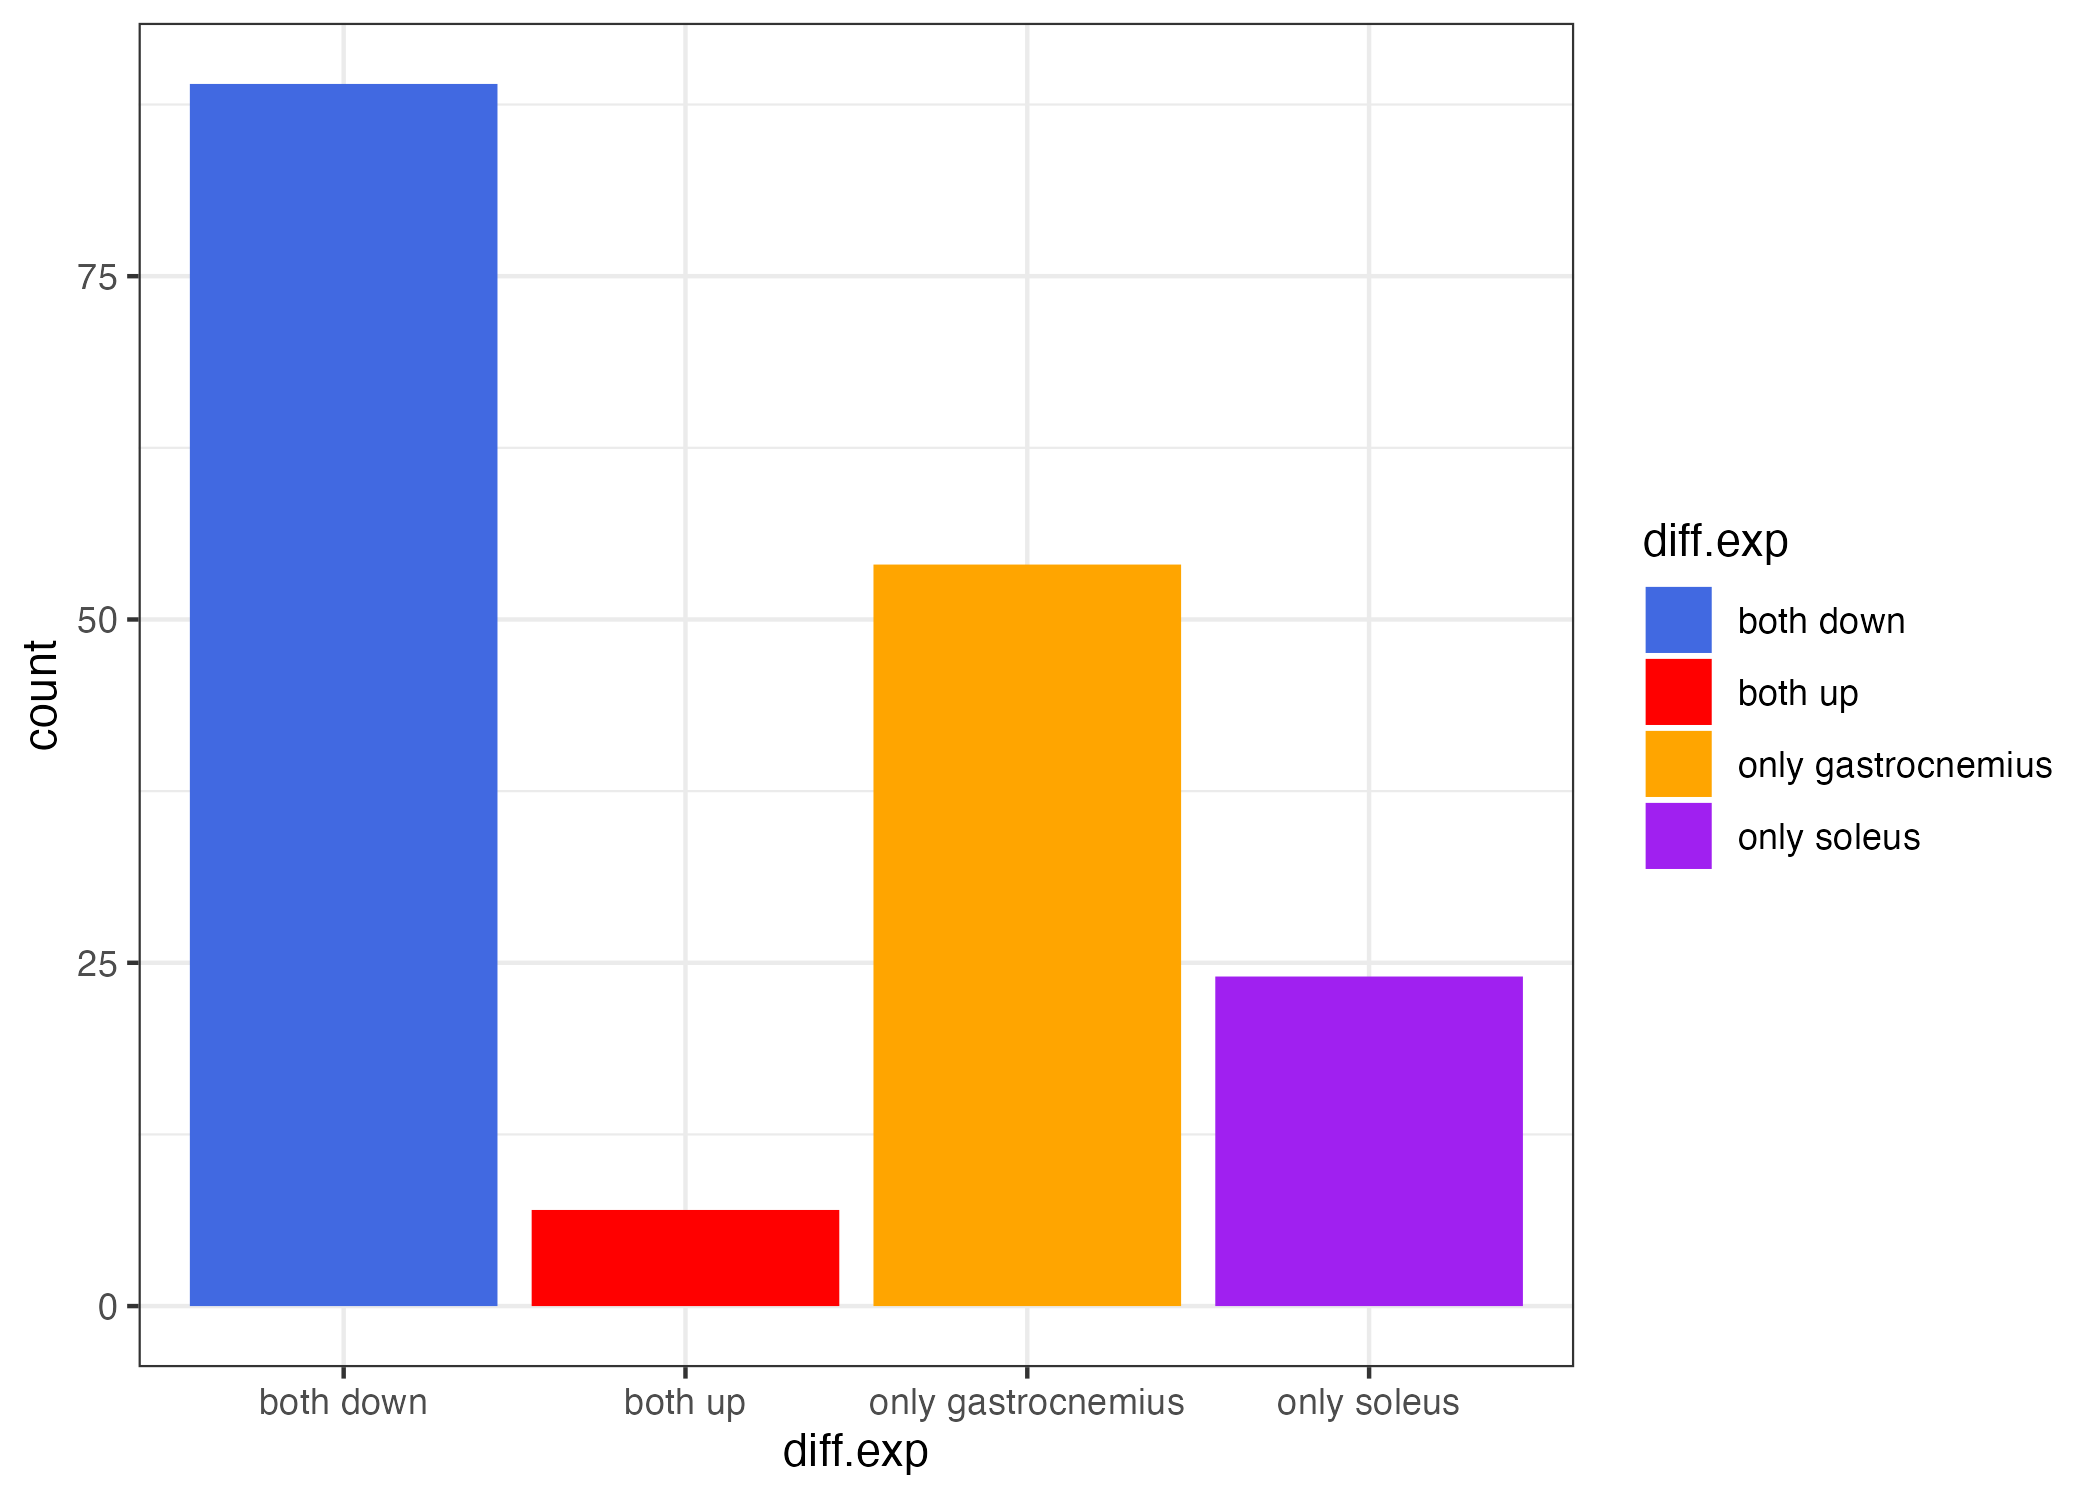 count
75
50
25
0
both down
both up
only gastrocnemius
only soleus
diff.exp
diff.exp
both down
both up
only gastrocnemius
only soleus